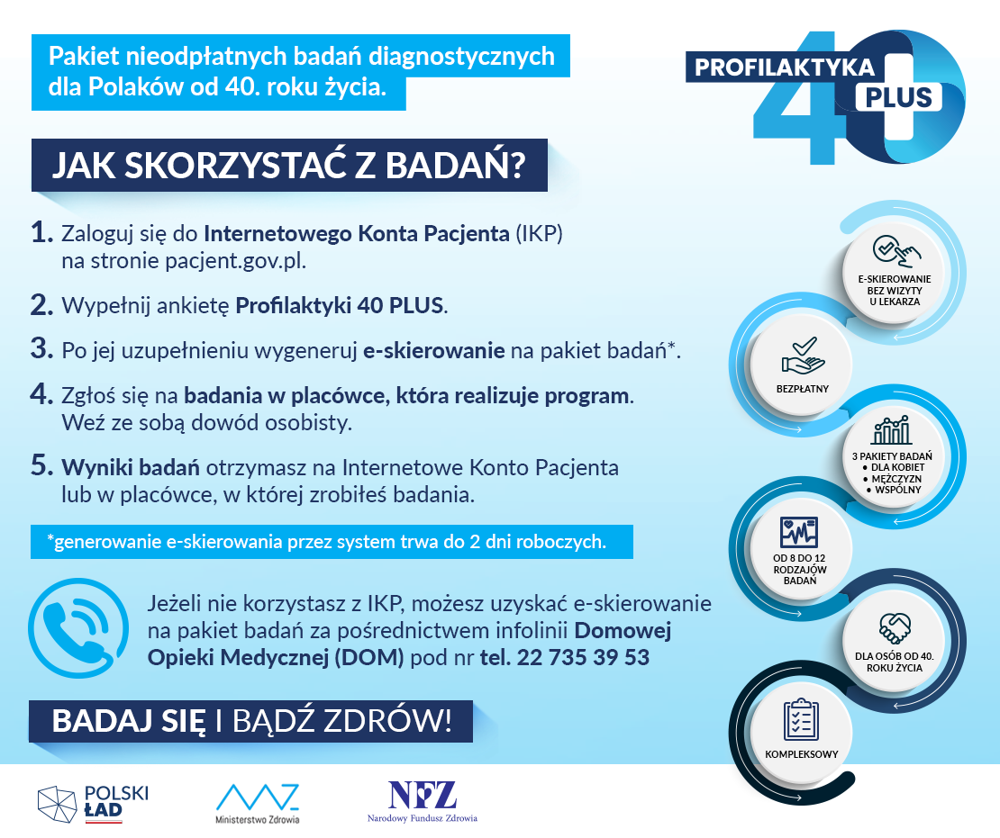 Pakiet nieodpłatnych badań diagnostycznych
dla Polaków od 40. roku życia.
PROFILAKTYKA
40
PLUS
JAK SKORZYSTAĆ Z BADAŃ?
1. Zaloguj się do Internetowego Konta Pacjenta (IKP)
na stronie pacjent.gov.pl.
2. Wypełnij ankietę Profilaktyki 40 PLUS.
3. Po jej uzupełnieniu wygeneruj e-skierowanie na pakiet badań*.
4. Zgłoś się na badania w placówce, która realizuje program.
Weź ze sobą dowód osobisty.
5. Wyniki badań otrzymasz na Internetowe Konto Pacjenta
lub w placówce, w której zrobiłeś badania.
*generowanie e-skierowania przez system trwa do 2 dni roboczych.
Jeżeli nie korzystasz z IKP, możesz uzyskać e-skierowanie
na pakiet badań za pośrednictwem infolinii Domowej
Opieki Medycznej (DOM) pod nr tel. 22 735 39 53
BADAJ SIĘ I BĄDŹ ZDRÓW!
E-SKIEROWANIE
BEZ WIZYTY
U LEKARZA
BEZPŁATNY
3 PAKIETY BADAŃ
• DLA KOBIET
• MĘŻCZYZN
• WSPÓLNY
OD 8 DO 12
RODZAJÓW
BADAŃ
DLA OSÓB OD 40.
ROKU ŻYCIA
KOMPLEKSOWY
POLSKI
ŁAD
MZ
Ministerstwo Zdrowia
NFZ
Narodowy Fundusz Zdrowia